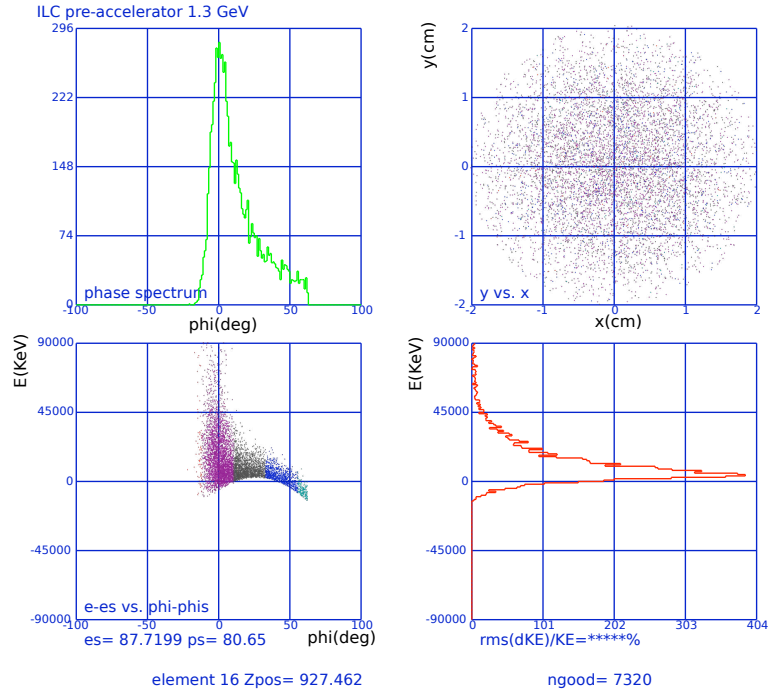 ILC pre-accelerator 1.3 GeV
296
222
148
74
0
-100
-50
0
50
100
phase spectrum
phi(deg)
y(cm)
2
1
0
-1
-2
-2
-1
0
1
2
y vs. x
x(cm)
E(KeV)
90000
45000
0
-45000
-90000
-100
-50
0
50
100
e-es vs. phi-phis
phi(deg)
es= 87.7199 ps= 80.65
E(KeV)
90000
45000
0
-45000
-90000
0
101
202
303
404
rms(dKE)/KE=*****%
element 16 Zpos= 927.462
ngood= 7320